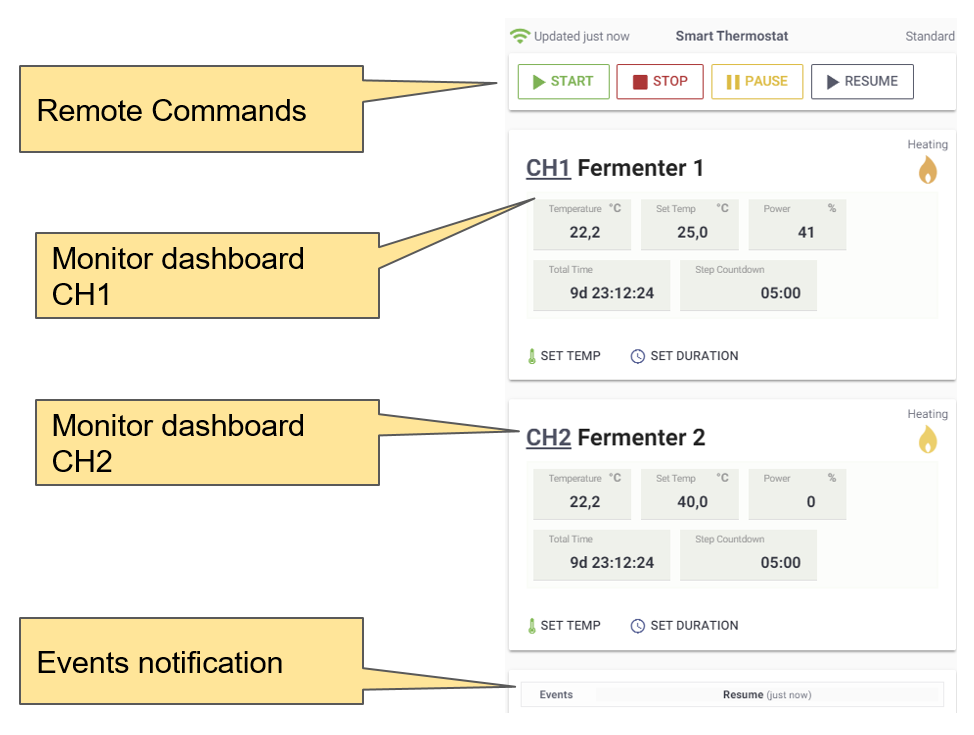 Updated just now Smart Thermostat Standard
Remote Commands
START STOP PAUSE RESUME
Heating
CH1 Fermenter 1
Temperature °C Set Temp °C Power %
22,2 25,0 41
Monitor dashboard
CH1
Total Time Step Countdown
9d 23:12:24 05:00
SET TEMP SET DURATION
Monitor dashboard
CH2
Heating
CH2 Fermenter 2
Temperature °C Set Temp °C Power %
22,2 40,0 0
Total Time Step Countdown
9d 23:12:24 05:00
SET TEMP SET DURATION
Events notification
Events Resume (just now)